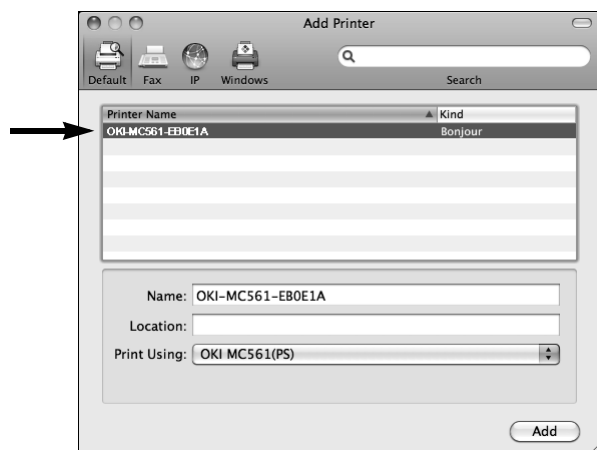 Add Printer
Default Fax IP Windows Search
Printer Name Kind
OKI-MC561-EB0E1A Bonjour
Name: OKI-MC561-EB0E1A
Location:
Print Using: OKI MC561(PS)
Add